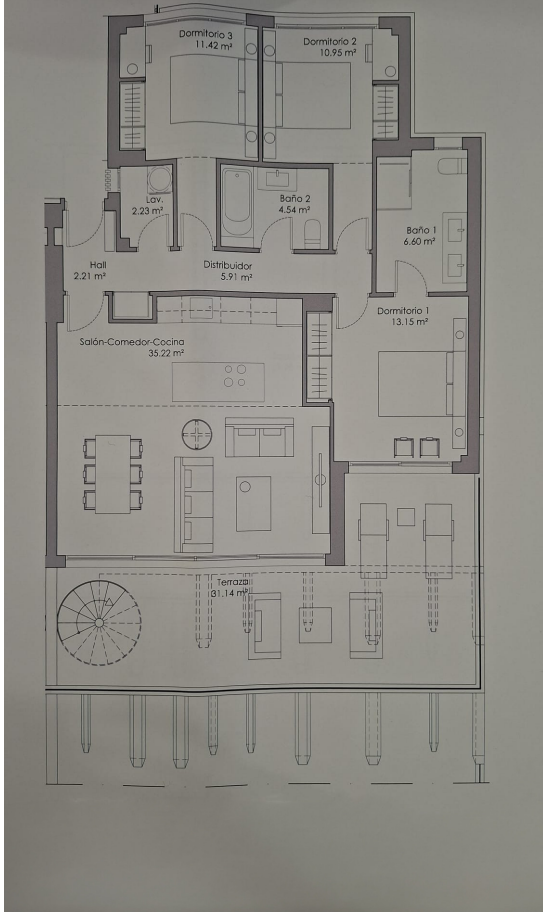 Dormitorio 3
11.42 m²
Dormitorio 2
10.95 m²
Lav.
2.23 m²
Baño 2
4.54 m²
Baño 1
6.60 m²
Hall
2.21 m²
Distribuidor
5.91 m²
Dormitorio 1
13.15 m²
Salón-Comedor-Cocina
35.22 m²
Terraza
31.14 m²